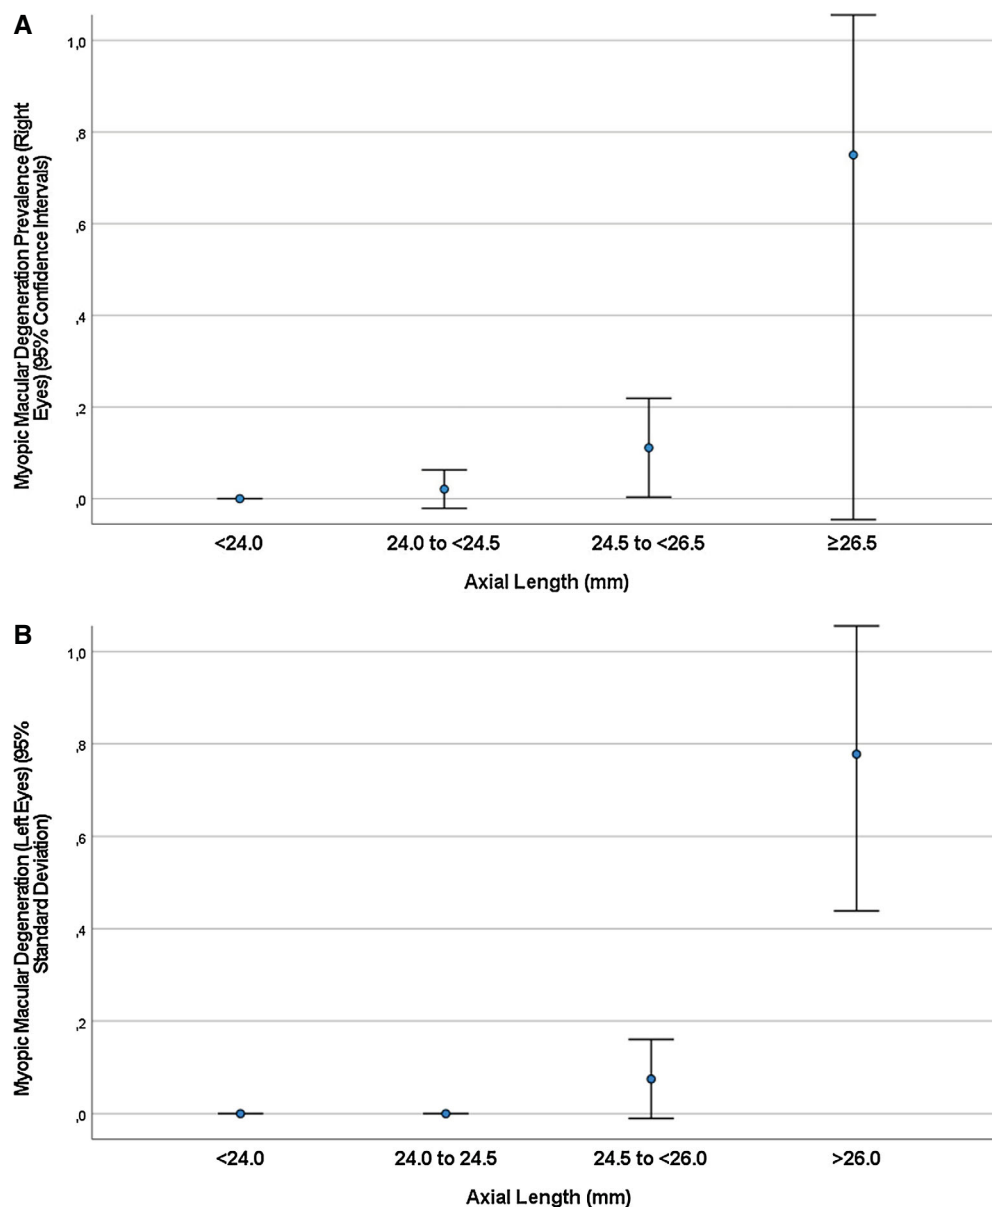 A
Myopic Macular Degeneration Prevalence (Right
Eyes) (95% Confidence Intervals)
1,0
,8
,6
,4
,2
,0
<24.0
24.0 to <24.5
24.5 to <26.5
≥26.5
Axial Length (mm)
B
Myopic Macular Degeneration (Left Eyes) (95%
Standard Deviation)
1,0
,8
,6
,4
,2
,0
<24.0
24.0 to 24.5
24.5 to <26.0
>26.0
Axial Length (mm)